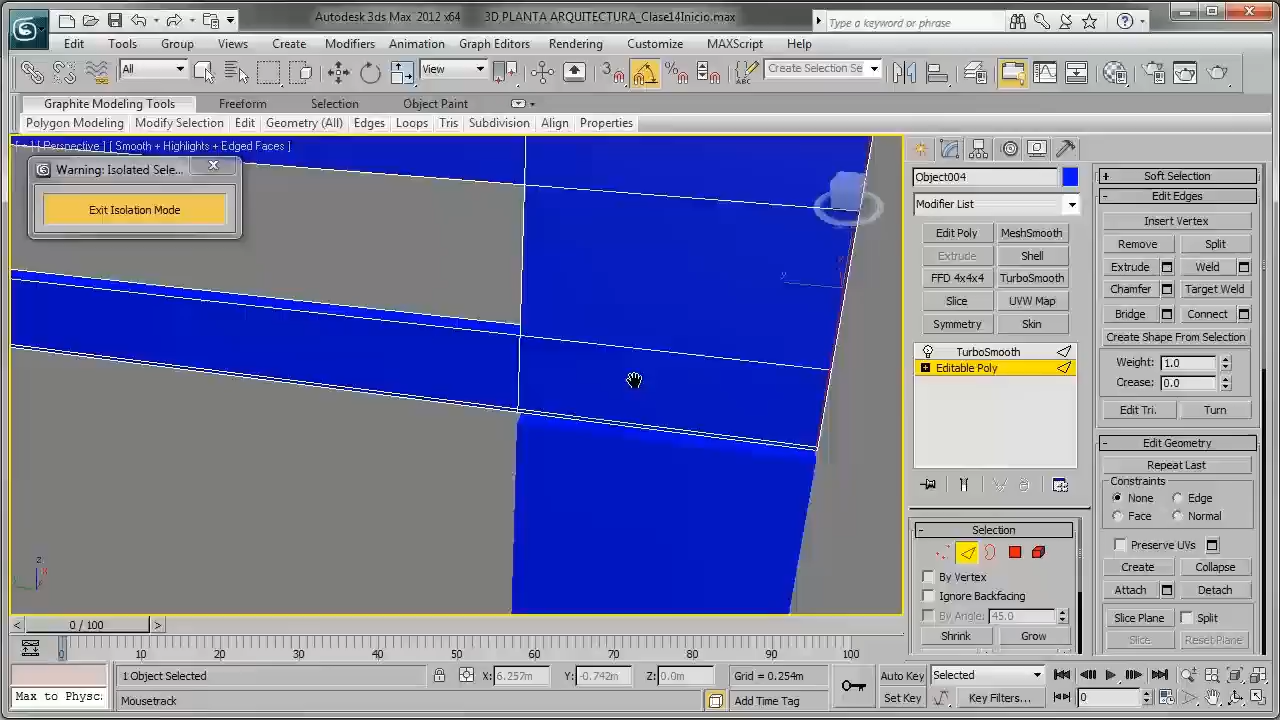 Autodesk 3ds Max 2012 x64 3D PLANTA ARQUITECTURA_Clase14Inicio.max
Type a keyword or phrase
Edit Tools Group Views Create Modifiers Animation Graph Editors Rendering Customize MAXScript Help
All View 3 Create Selection Se
Graphite Modeling Tools Freeform Selection Object Paint
Polygon Modeling Modify Selection Edit Geometry (All) Edges Loops Tris Subdivision Align Properties
[ + ] [ Perspective ] [ Smooth + Highlights + Edged Faces ]
Warning: Isolated Sele...
Exit Isolation Mode
Object004
Modifier List
Edit Poly MeshSmooth
Extrude Shell
FFD 4x4x4 TurboSmooth
Slice UVW Map
Symmetry Skin
TurboSmooth
Editable Poly
Selection
By Vertex
Ignore Backfacing
By Angle: 45.0
Shrink Grow
Soft Selection
Edit Edges
Insert Vertex
Remove Split
Extrude Weld
Chamfer Target Weld
Bridge Connect
Create Shape From Selection
Weight: 1.0
Crease: 0.0
Edit Tri. Turn
Edit Geometry
Repeat Last
Constraints
None Edge
Face Normal
Preserve UVs
Create Collapse
Attach Detach
Slice Plane Split
Slice Reset Plane
y
z
x
0 / 100
0 10 20 30 40 50 60 70 80 90 100
1 Object Selected X: 6.257m Y: -0.742m Z: 0.0m Grid = 0.254m Auto Key Selected
Max to Physc Mousetrack Add Time Tag Set Key Key Filters... 0